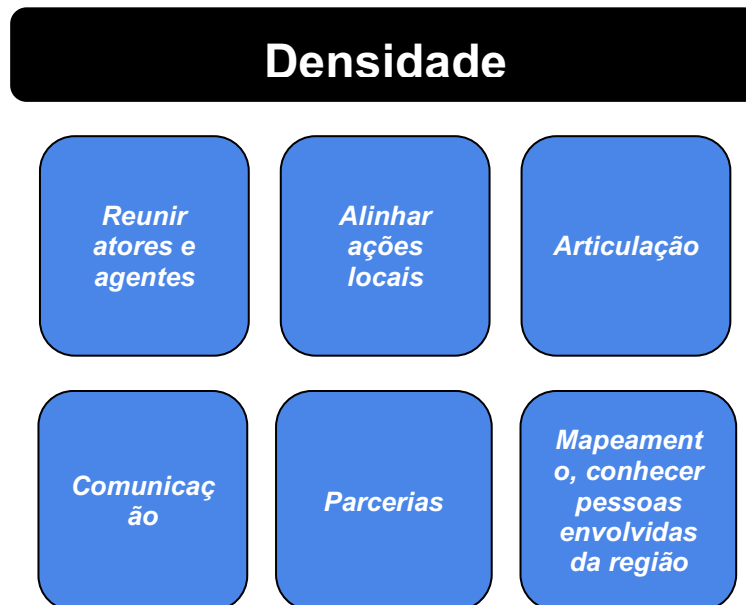 Densidade
Reunir
atores e
agentes
Alinhar
ações
locais
Articulação
Comunicaç
ão
Parcerias
Mapeament
o, conhecer
pessoas
envolvidas
da região